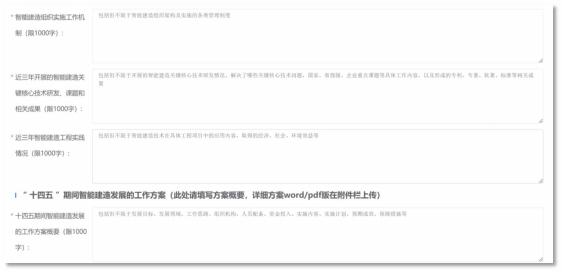 * 智能建造组织实施工作机
制（限1000字）:
包括但不限于智能建造组织架构及实施的各项管理制度
* 近三年开展的智能建造关
键核心技术研发、课题和
相关成果（限1000字）:
包括但不限于开展的智能建造关键核心技术研发情况，解决了哪些关键核心技术问题，国家、省部级、企业重点课题等具体工作内容，以及形成的专利、专著、软著、标准等相关成
果
* 近三年智能建造工程实践
情况（限1000字）:
包括但不限于智能建造技术在具体工程项目中的应用内容，取得的经济、社会、环境效益等
“ 十四五 ” 期间智能建造发展的工作方案（此处请填写方案概要，详细方案word/pdf版在附件栏上传）
* 十四五期间智能建造发展
的工作方案概要（限1000
字）:
包括但不限于发展目标、发展领域、工作思路、组织机构、人员配备、资金投入、实施内容、实施计划、预期成效、保障措施等